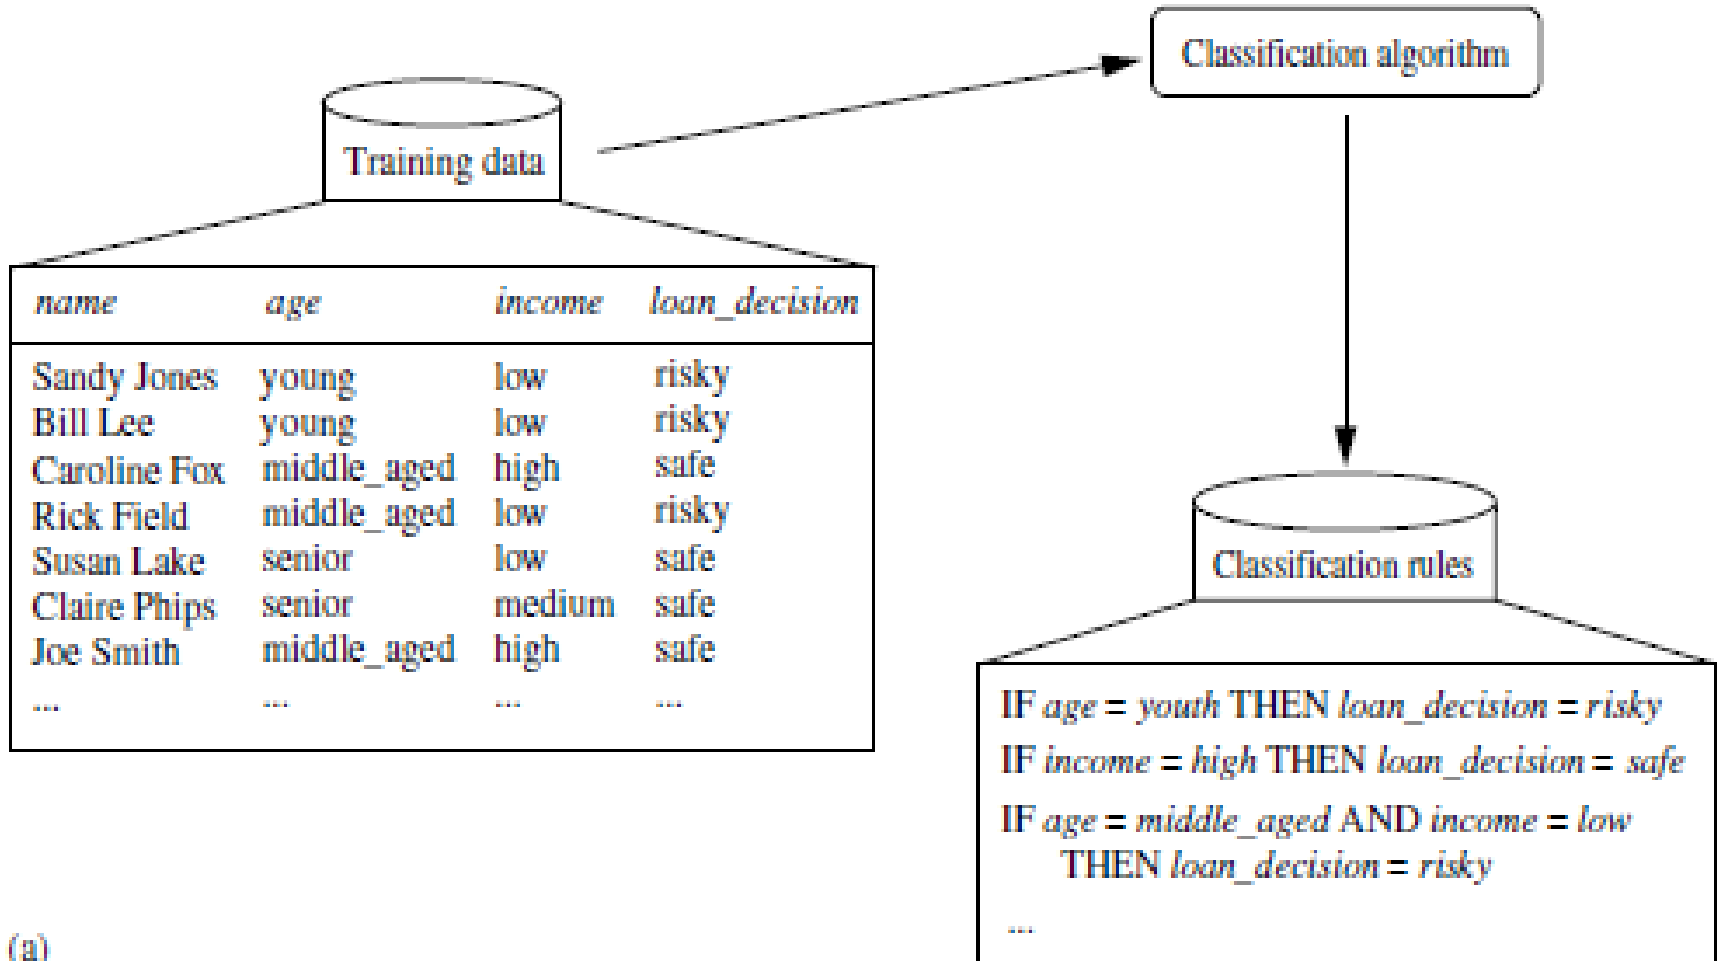 Classification algorithm
Training data
name age income loan_decision
Sandy Jones young low risky
Bill Lee young low risky
Caroline Fox middle_aged high safe
Rick Field middle_aged low risky
Susan Lake senior low safe
Claire Phips senior medium safe
Joe Smith middle_aged high safe
... ... ... ...
Classification rules
IF age = youth THEN loan_decision = risky
IF income = high THEN loan_decision = safe
IF age = middle_aged AND income = low
THEN loan_decision = risky
...
(a)